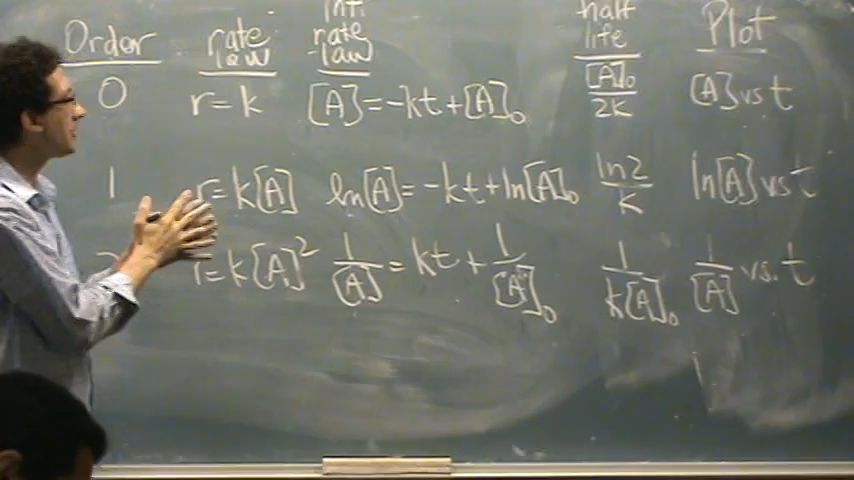 Order rate law Int. rate law half life Plot
0 r=k [A]=-kt+[A]₀ [A]₀/2k [A] vs t
1 r=k[A] ln[A]=-kt+ln[A]₀ ln2/k ln[A] vs t
2 r=k[A]² 1/[A]=kt+1/[A]₀ 1/k[A]₀ 1/[A] vs. t